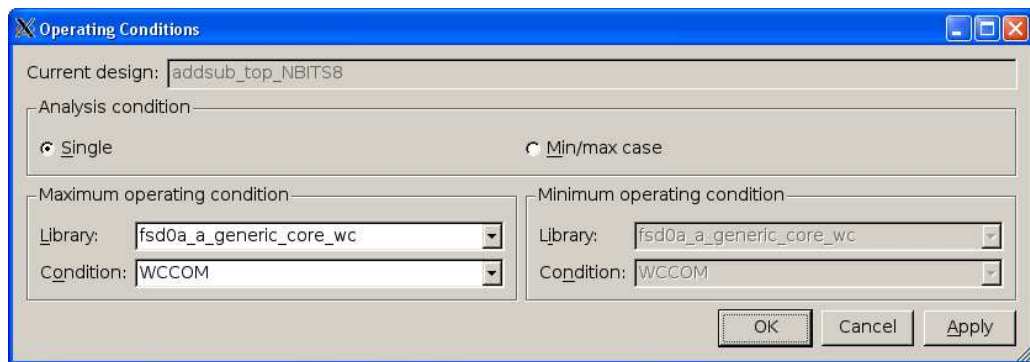 Operating Conditions
Current design: addsub_top_NBITS8
Analysis condition
Single Min/max case
Maximum operating condition Minimum operating condition
Library: fsd0a_a_generic_core_wc Library: fsd0a_a_generic_core_wc
Condition: WCCOM Condition: WCCOM
OK Cancel Apply